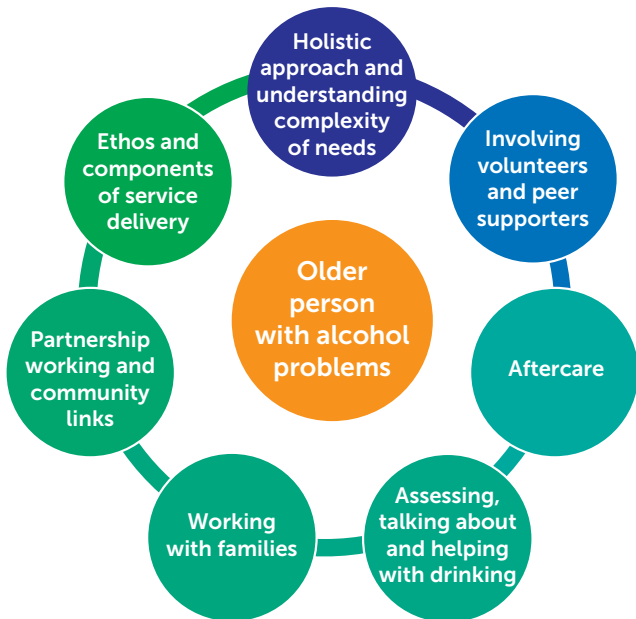 Holistic
approach and
understanding
complexity
of needs
Involving
volunteers
and peer
supporters
Aftercare
Assessing,
talking about
and helping
with drinking
Working
with families
Partnership
working and
community
links
Ethos and
components
of service
delivery
Older
person
with alcohol
problems